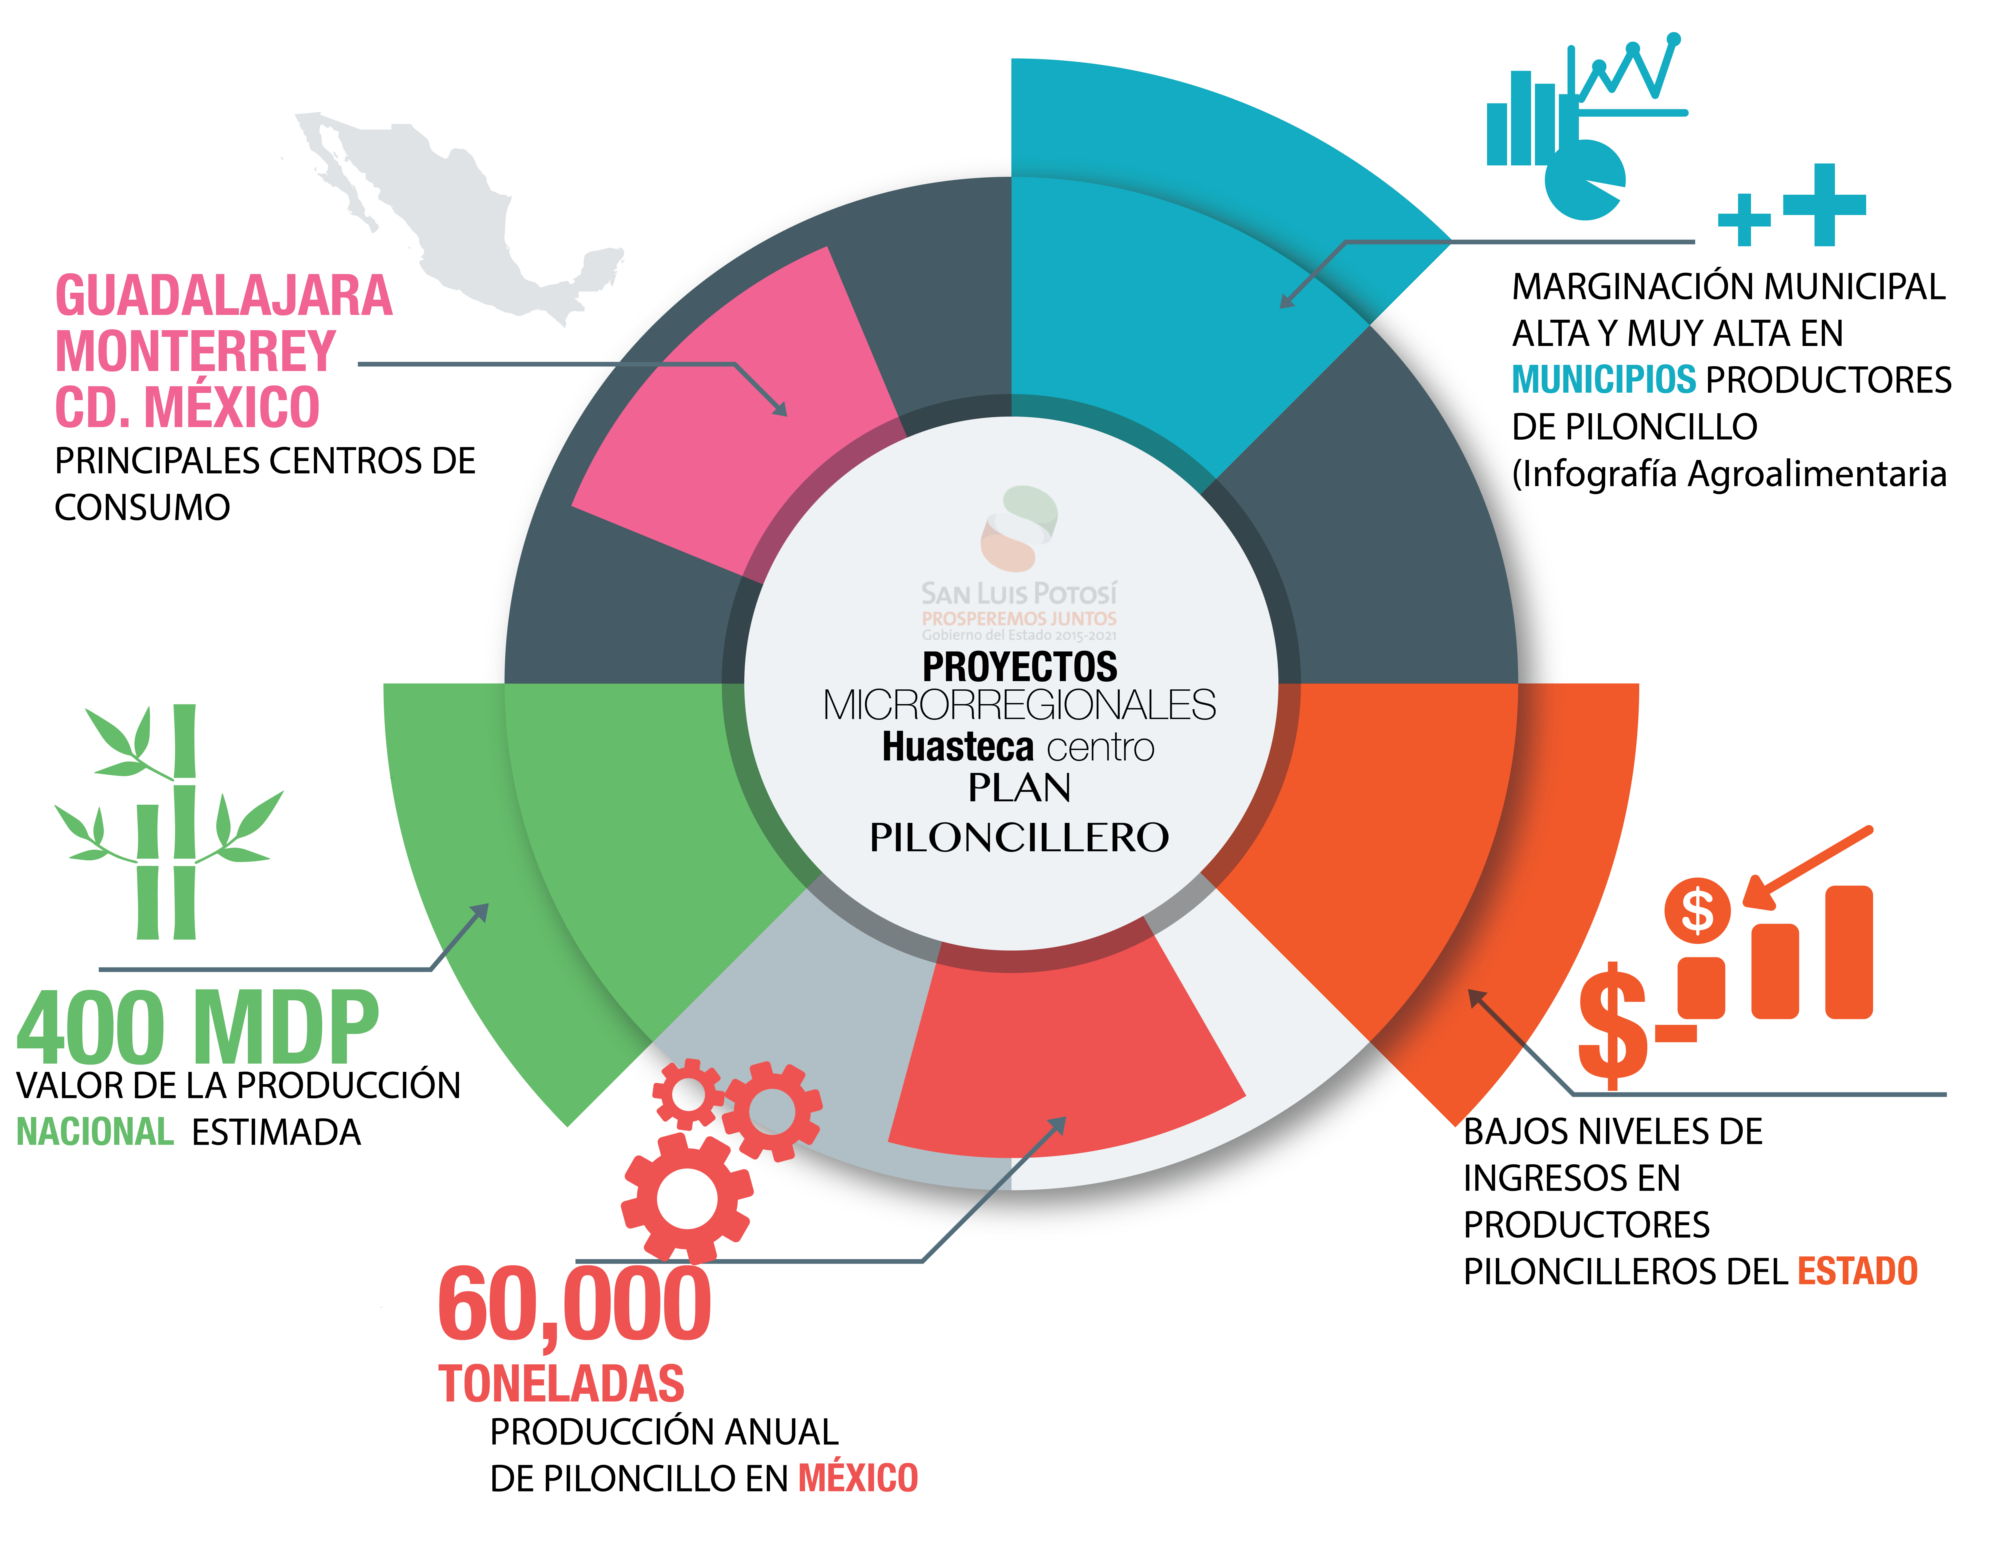 GUADALAJARA
MONTERREY
CD. MÉXICO
PRINCIPALES CENTROS DE
CONSUMO
MARGINACIÓN MUNICIPAL
ALTA Y MUY ALTA EN
MUNICIPIOS PRODUCTORES
DE PILONCILLO
(Infografía Agroalimentaria
SAN LUIS POTOSÍ
PROSPEREMOS JUNTOS
Gobierno del Estado 2015-2021
PROYECTOS
MICRORREGIONALES
Huasteca centro
PLAN
PILONCILLERO
400 MDP
VALOR DE LA PRODUCCIÓN
NACIONAL ESTIMADA
$
$-
BAJOS NIVELES DE
INGRESOS EN
PRODUCTORES
PILONCILLEROS DEL ESTADO
60,000
TONELADAS
PRODUCCIÓN ANUAL
DE PILONCILLO EN MÉXICO